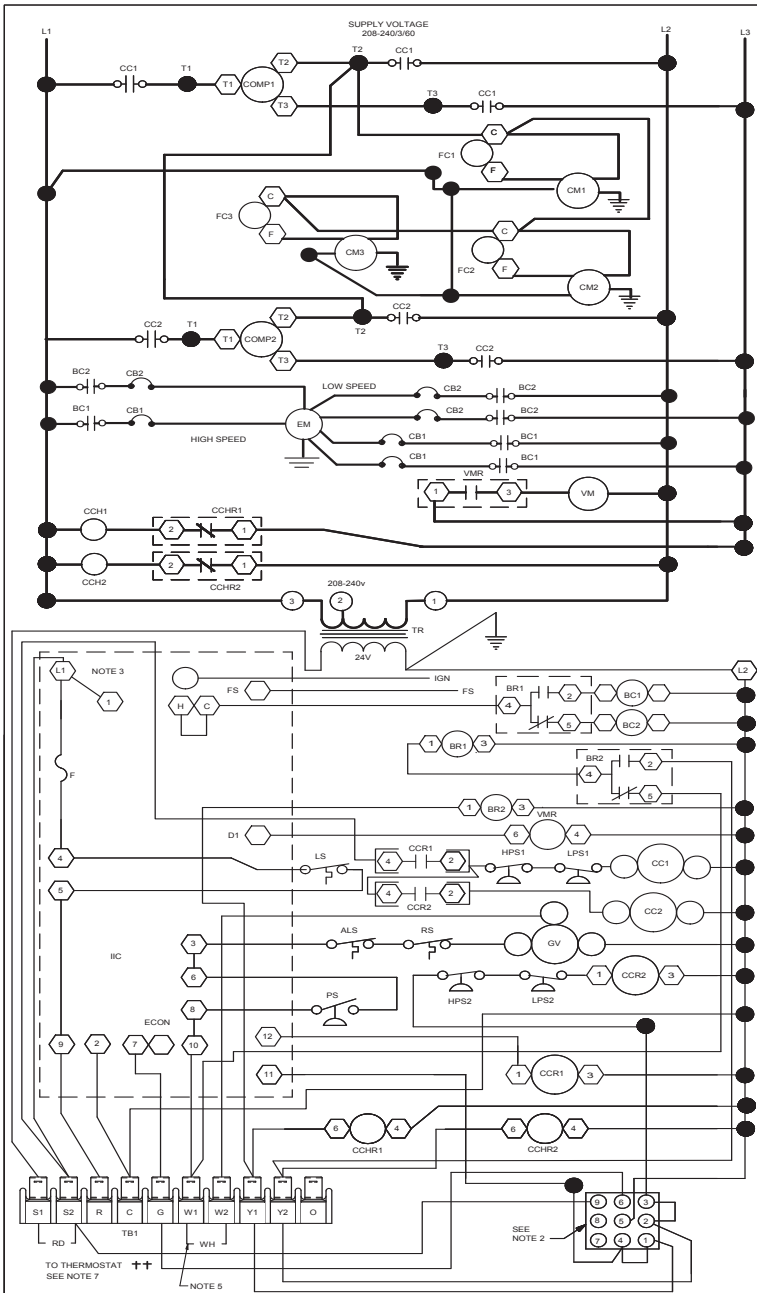 SUPPLY VOLTAGE
208-240/3/60
L1
L2
L3
CC1
T1
T1
COMP1
T2
T3
T2
CC1
T3
CC1
C
FC1
F
CM1
C
FC3
F
CM3
C
FC2
F
CM2
CC2
T1
T1
COMP2
T2
T3
T2
CC2
T3
CC2
BC2
CB2
LOW SPEED
CB2
BC2
BC1
CB1
HIGH SPEED
EM
CB2
BC2
CB1
BC1
CB1
BC1
VMR
1
3
VM
CCH1
2
CCHR1
1
CCH2
2
1
CCHR2
208-240v
3
2
1
TR
24V
L1
NOTE 3
1
IGN
FS
FS
H
C
L2
BR1
4
2
5
BC1
BC2
1
BR1
3
BR2
4
2
5
F
1
BR2
3
VMR
D1
6
4
4
LS
4
CCR1
2
HPS1
LPS1
CC1
5
4
2
CCR2
CC2
IIC
3
ALS
RS
GV
6
HPS2
LPS2
1
CCR2
3
8
PS
ECON
9
2
7
10
12
11
1
CCR1
3
6
4
CCHR1
6
4
CCHR2
S1
S2
R
C
G
W1
W2
Y1
Y2
O
TB1
RD
WH
TO THERMOSTAT ++
SEE NOTE 7
NOTE 5
SEE
NOTE 2
9
6
3
8
5
2
7
4
1